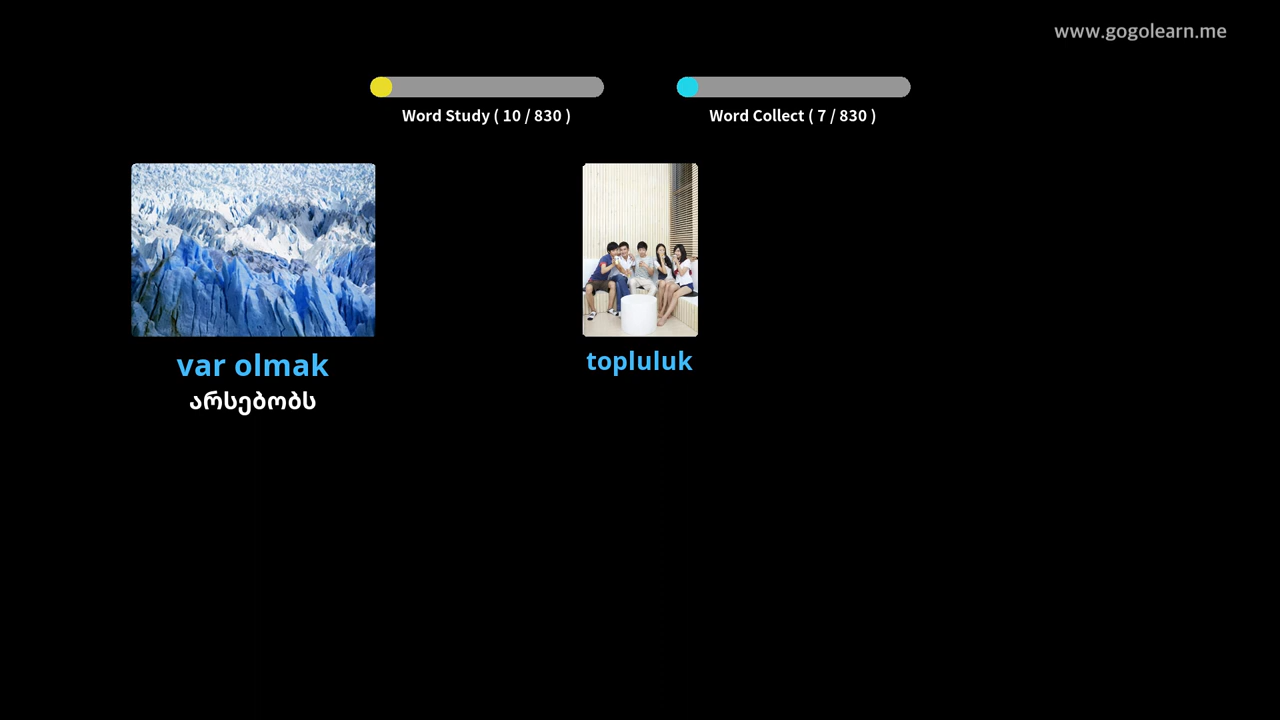 www.gogolearn.me
Word Study ( 10 / 830 )
Word Collect ( 7 / 830 )
var olmak
არსებობს
topluluk